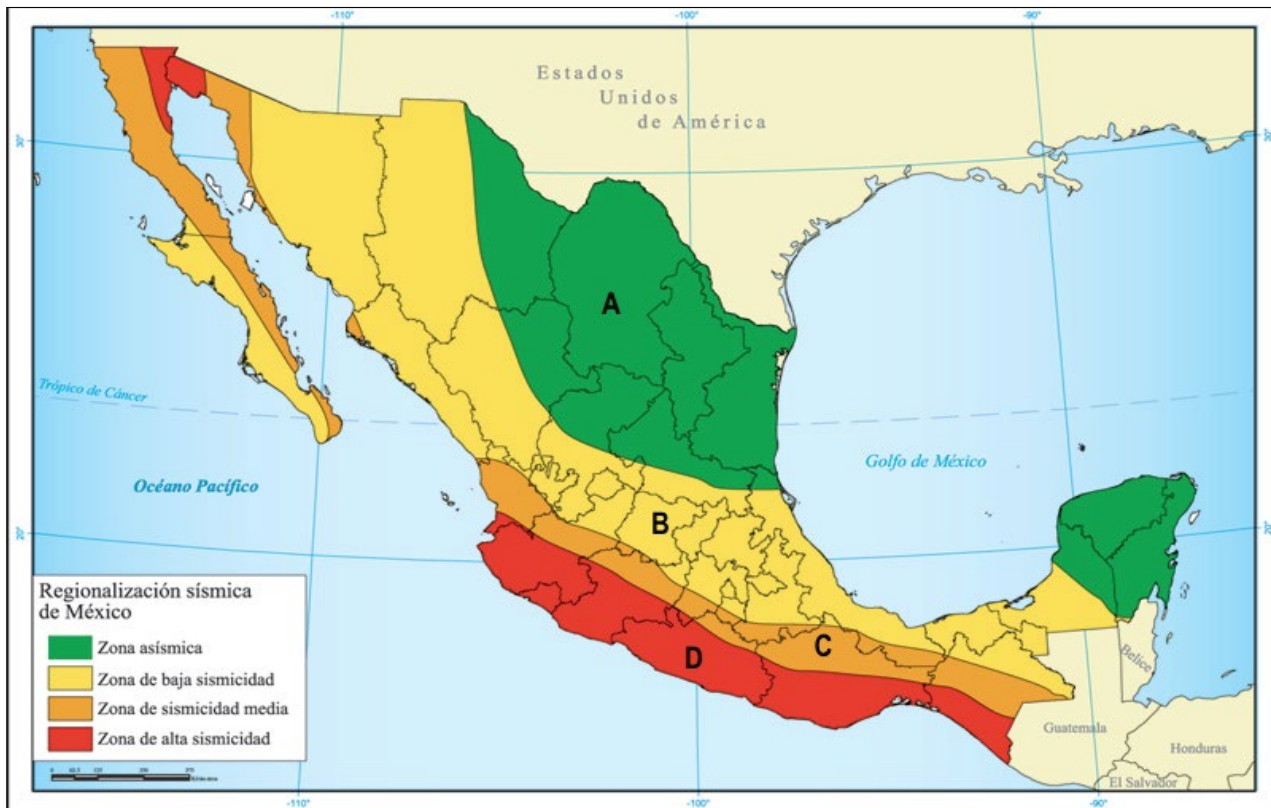 -110°
-100°
-90°
Estados
Unidos
de América
30°
30°
A
Trópico de Cáncer
Golfo de México
Océano Pacífico
B
20°
20°
Regionalización sísmica
de México
Zona asísmica
Zona de baja sismicidad
Zona de sismicidad media
Zona de alta sismicidad
C
D
Belice
Guatemala
Honduras
El Salvador
-110°
-100°
-90°